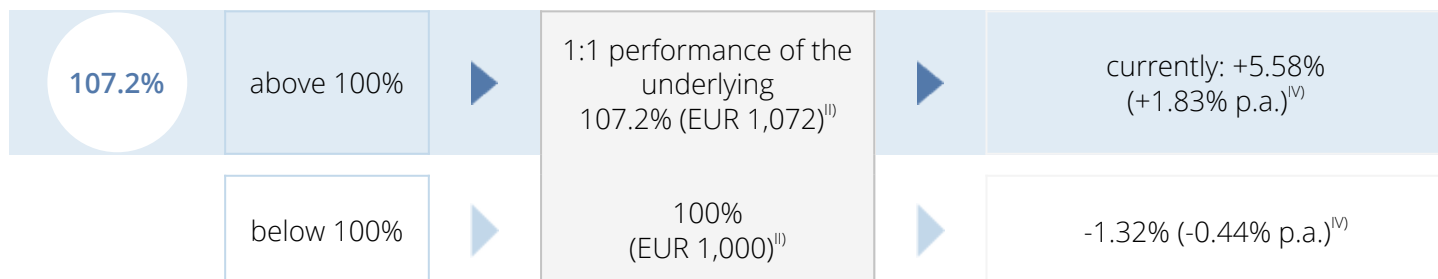 107.2%
above 100%
1:1 performance of the
underlying
107.2% (EUR 1,072)II)
currently: +5.58%
(+1.83% p.a.)IV)
below 100%
100%
(EUR 1,000)II)
-1.32% (-0.44% p.a.)IV)